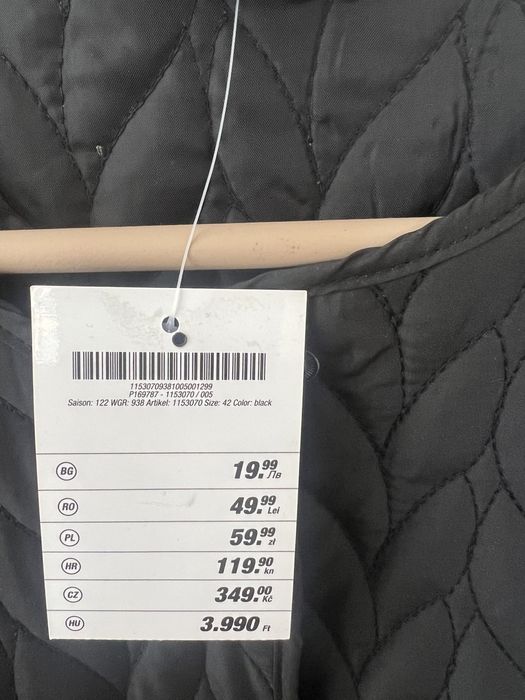 11530709381005001299
P169787 - 1153070 / 005
Saison: 122 WGR: 938 Artikel: 1153070 Size: 42 Color: black
BG 19.99 Лв
RO 49.99 Lei
PL 59.99 zł
HR 119.90 kn
CZ 349.00 Kč
HU 3.990 Ft